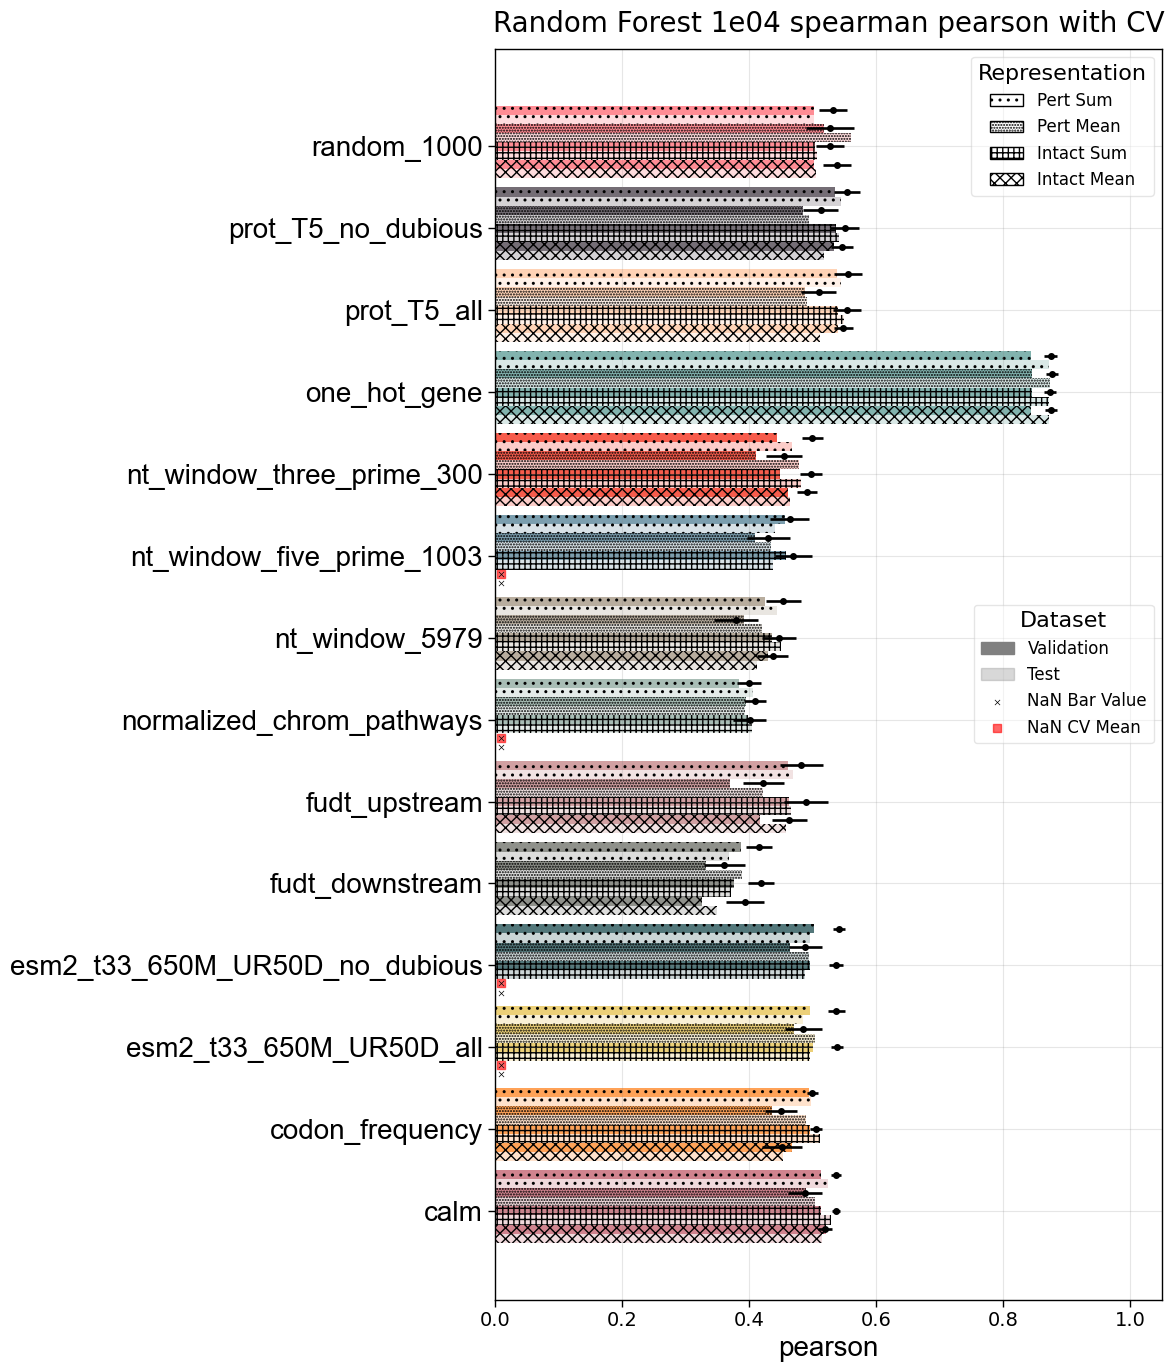 Random Forest 1e04 spearman pearson with CV
Representation
Pert Sum
Pert Mean
Intact Sum
Intact Mean
random_1000
prot_T5_no_dubious
prot_T5_all
one_hot_gene
nt_window_three_prime_300
nt_window_five_prime_1003
nt_window_5979
normalized_chrom_pathways
fudt_upstream
fudt_downstream
esm2_t33_650M_UR50D_no_dubious
esm2_t33_650M_UR50D_all
codon_frequency
calm
Dataset
Validation
Test
NaN Bar Value
NaN CV Mean
0.0 0.2 0.4 0.6 0.8 1.0
pearson